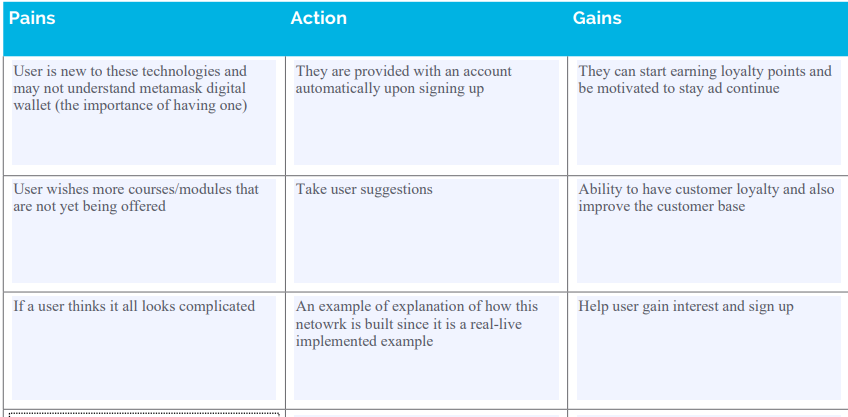 Pains
Action
Gains
User is new to these technologies and
may not understand metamask digital
wallet (the importance of having one)
They are provided with an account
automatically upon signing up
They can start earning loyalty points and
be motivated to stay ad continue
User wishes more courses/modules that
are not yet being offered
Take user suggestions
Ability to have customer loyalty and also
improve the customer base
If a user thinks it all looks complicated
An example of explanation of how this
netowrk is built since it is a real-live
implemented example
Help user gain interest and sign up